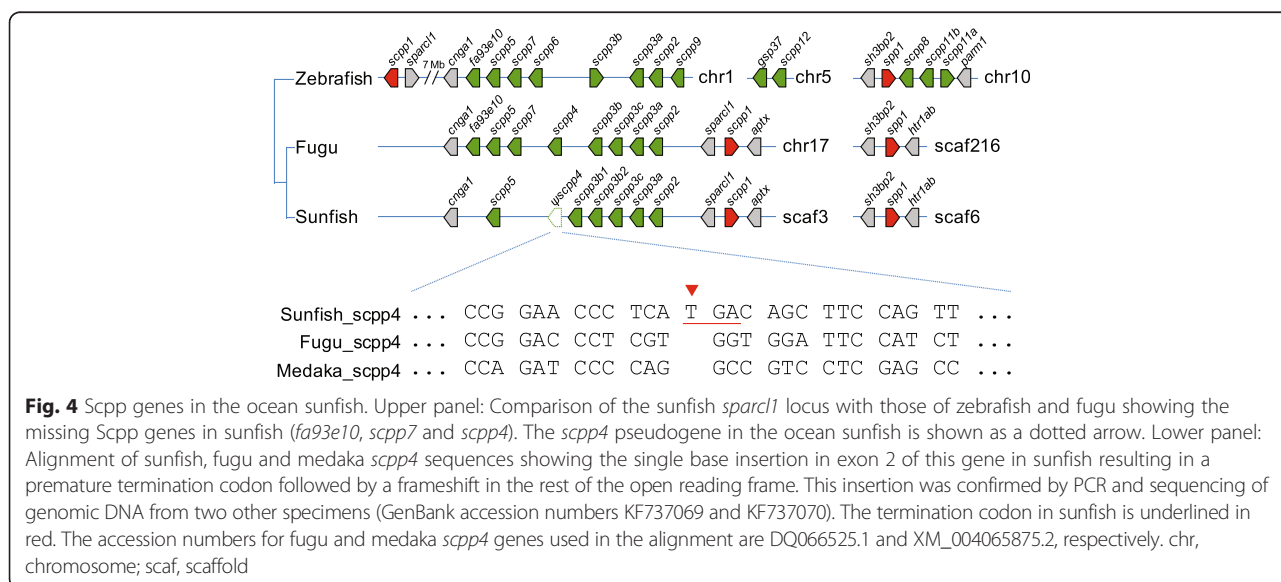 scpp1 sparcl1 7 Mb cnga1 fa93e10 scpp5 scpp7 scpp6 scpp3b scpp3a scpp2 scpp9 gsp37 scpp12 sh3bp2 spp1 scpp8 scpp11b scpp11a parm1
Zebrafish chr1 chr5 chr10
cnga1 fa93e10 scpp5 scpp7 scpp4 scpp3b scpp3c scpp3a scpp2 sparcl1 scpp1 aptx sh3bp2 spp1 htr1ab
Fugu chr17 scaf216
cnga1 scpp5 ψscpp4 scpp3b1 scpp3b2 scpp3c scpp3a scpp2 sparcl1 scpp1 aptx sh3bp2 spp1 htr1ab
Sunfish scaf3 scaf6
Sunfish_scpp4 ... CCG GAA CCC TCA T GAC AGC TTC CAG TT ...
Fugu_scpp4 ... CCG GAC CCT CGT GGT GGA TTC CAT CT ...
Medaka_scpp4 ... CCA GAT CCC CAG GCC GTC CTC GAG CC ...
Fig. 4 Scpp genes in the ocean sunfish. Upper panel: Comparison of the sunfish sparcl1 locus with those of zebrafish and fugu showing the
missing Scpp genes in sunfish (fa93e10, scpp7 and scpp4). The scpp4 pseudogene in the ocean sunfish is shown as a dotted arrow. Lower panel:
Alignment of sunfish, fugu and medaka scpp4 sequences showing the single base insertion in exon 2 of this gene in sunfish resulting in a
premature termination codon followed by a frameshift in the rest of the open reading frame. This insertion was confirmed by PCR and sequencing of
genomic DNA from two other specimens (GenBank accession numbers KF737069 and KF737070). The termination codon in sunfish is underlined in
red. The accession numbers for fugu and medaka scpp4 genes used in the alignment are DQ066525.1 and XM_004065875.2, respectively. chr,
chromosome; scaf, scaffold